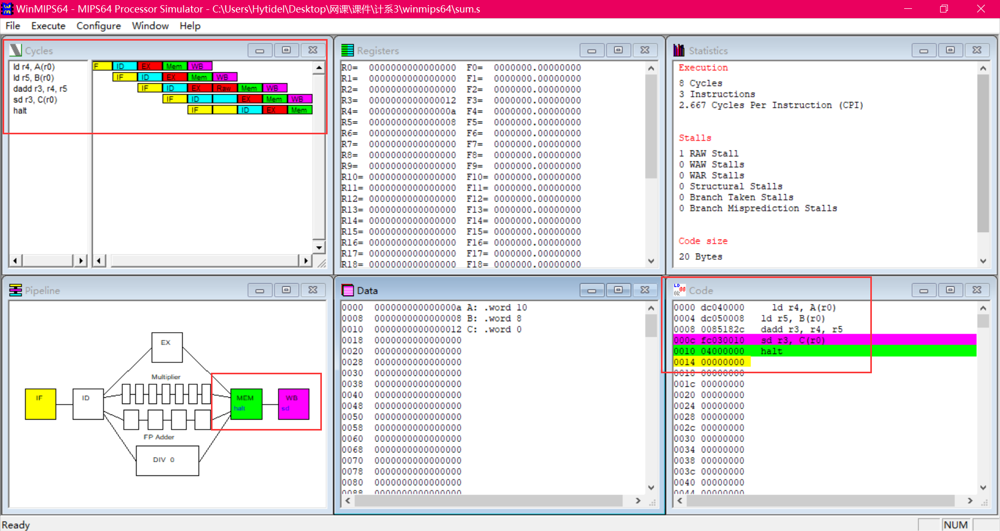 WinMIPS64 - MIPS64 Processor Simulator - C:\Users\Hytidel\Desktop\网课\课件\计系3\winmips64\sum.s
File Execute Configure Window Help
Cycles
ld r4, A(r0)
ld r5, B(r0)
dadd r3, r4, r5
sd r3, C(r0)
halt
F ID EX Mem WB
IF ID EX Mem WB
IF ID EX Raw Mem WB
IF ID EX Mem WB
IF ID EX Mem
Registers
R0= 0000000000000000 F0= 0000000.00000000
R1= 0000000000000000 F1= 0000000.00000000
R2= 0000000000000000 F2= 0000000.00000000
R3= 0000000000000012 F3= 0000000.00000000
R4= 000000000000000a F4= 0000000.00000000
R5= 0000000000000008 F5= 0000000.00000000
R6= 0000000000000000 F6= 0000000.00000000
R7= 0000000000000000 F7= 0000000.00000000
R8= 0000000000000000 F8= 0000000.00000000
R9= 0000000000000000 F9= 0000000.00000000
R10= 0000000000000000 F10= 0000000.00000000
R11= 0000000000000000 F11= 0000000.00000000
R12= 0000000000000000 F12= 0000000.00000000
R13= 0000000000000000 F13= 0000000.00000000
R14= 0000000000000000 F14= 0000000.00000000
R15= 0000000000000000 F15= 0000000.00000000
R16= 0000000000000000 F16= 0000000.00000000
R17= 0000000000000000 F17= 0000000.00000000
R18= 0000000000000000 F18= 0000000.00000000
Statistics
Execution
8 Cycles
3 Instructions
2.667 Cycles Per Instruction (CPI)
Stalls
1 RAW Stall
0 WAW Stalls
0 WAR Stalls
0 Structural Stalls
0 Branch Taken Stalls
0 Branch Misprediction Stalls
Code size
20 Bytes
Pipeline
EX
Multiplier
IF
ID
MEM
halt
WB
sd
FP Adder
DIV 0
Data
0000 000000000000000a A: .word 10
0008 0000000000000008 B: .word 8
0010 0000000000000012 C: .word 0
0018 0000000000000000
0020 0000000000000000
0028 0000000000000000
0030 0000000000000000
0038 0000000000000000
0040 0000000000000000
0048 0000000000000000
0050 0000000000000000
0058 0000000000000000
0060 0000000000000000
0068 0000000000000000
0070 0000000000000000
0078 0000000000000000
0080 0000000000000000
0088 0000000000000000
Code
0000 dc040000 ld r4, A(r0)
0004 dc050008 ld r5, B(r0)
0008 0085182c dadd r3, r4, r5
000c fc030010 sd r3, C(r0)
0010 04000000 halt
0014 00000000
0018 00000000
001c 00000000
0020 00000000
0024 00000000
0028 00000000
002c 00000000
0030 00000000
0034 00000000
0038 00000000
003c 00000000
0040 00000000
0044 00000000
Ready
NUM